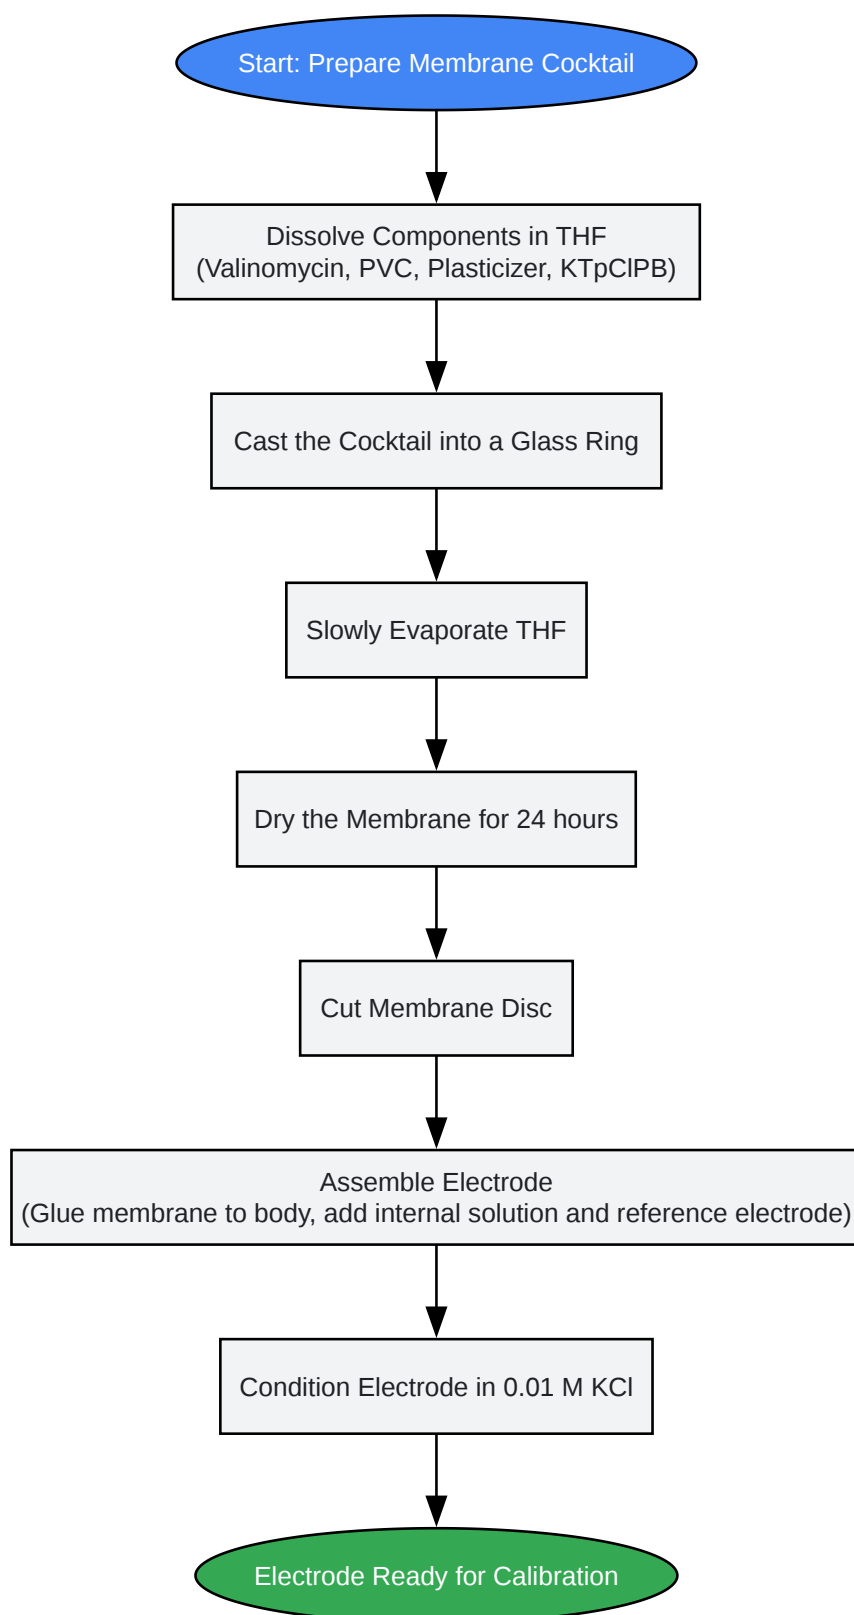 Start: Prepare Membrane Cocktail
Dissolve Components in THF
(Valinomycin, PVC, Plasticizer, KTpClPB)
Cast the Cocktail into a Glass Ring
Slowly Evaporate THF
Dry the Membrane for 24 hours
Cut Membrane Disc
Assemble Electrode
(Glue membrane to body, add internal solution and reference electrode)
Condition Electrode in 0.01 M KCl
Electrode Ready for Calibration